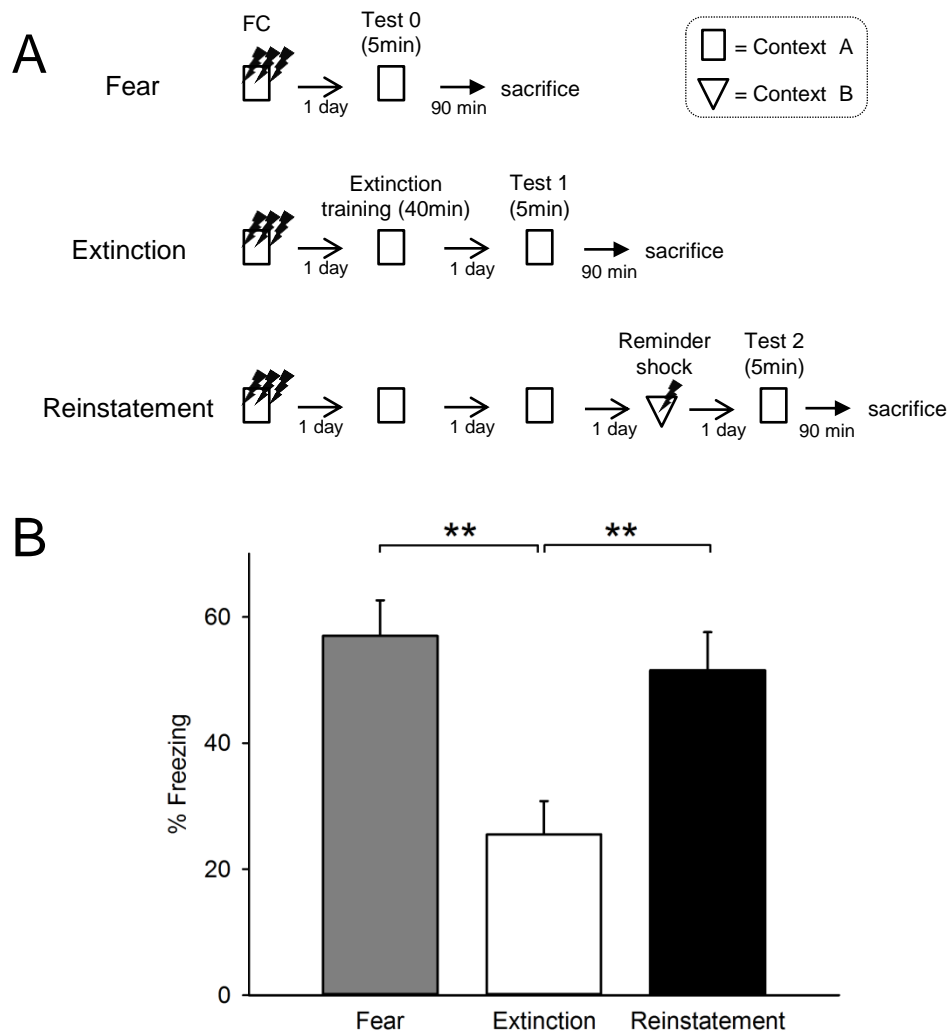 A
FC
Test 0
(5min)
Fear
1 day
90 min
sacrifice
= Context A
= Context B
Extinction
training (40min)
Test 1
(5min)
Extinction
1 day
1 day
90 min
sacrifice
Reminder
shock
Test 2
(5min)
Reinstatement
1 day
1 day
1 day
1 day
90 min
sacrifice
B
**
**
% Freezing
60
40
20
0
Fear
Extinction
Reinstatement